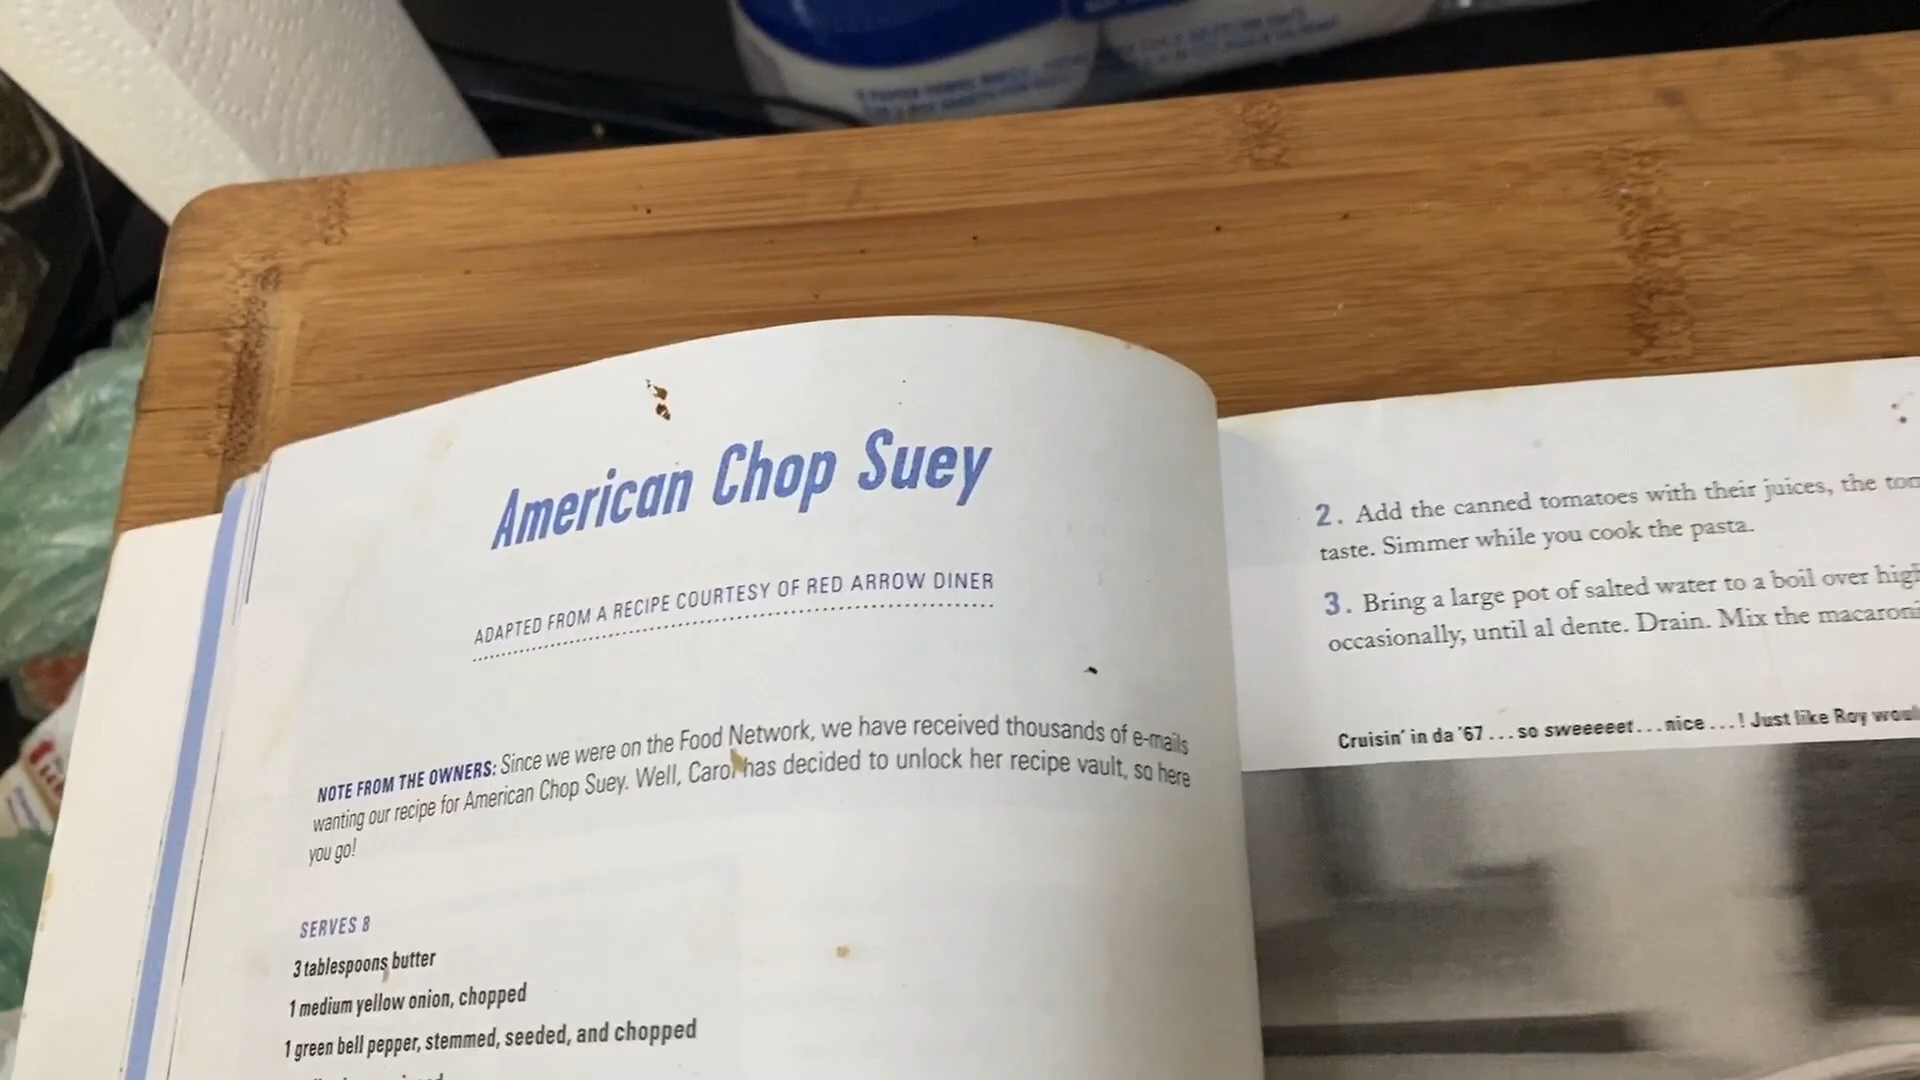 American Chop Suey
ADAPTED FROM A RECIPE COURTESY OF RED ARROW DINER
NOTE FROM THE OWNERS: Since we were on the Food Network, we have received thousands of e-mails
wanting our recipe for American Chop Suey. Well, Carol has decided to unlock her recipe vault, so here
you go!
SERVES 8
3 tablespoons butter
1 medium yellow onion, chopped
1 green bell pepper, stemmed, seeded, and chopped
2. Add the canned tomatoes with their juices, the
taste. Simmer while you cook the pasta.
3. Bring a large pot of salted water to a boil over
occasionally, until al dente. Drain. Mix the
Cruisin' in da '67 . . . so sweeeeet . . . nice . . . ! Just like Roy